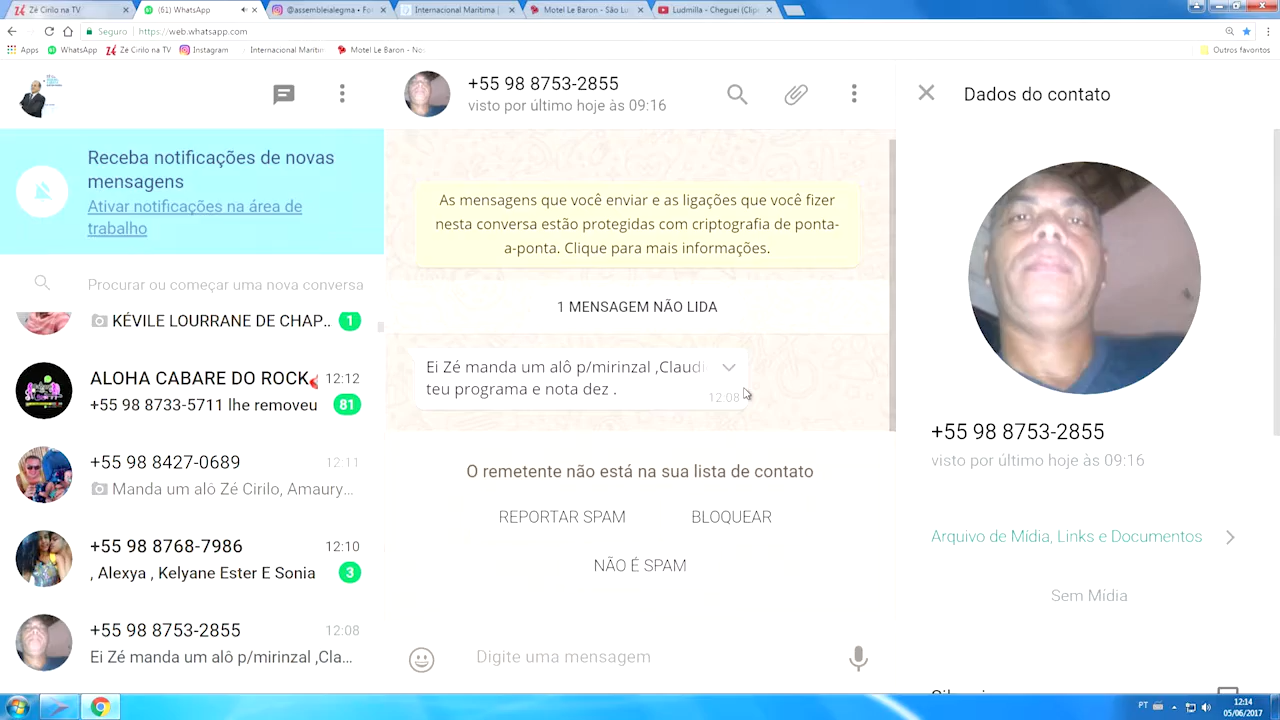 Zé Cirilo na TV
(61) WhatsApp
@assembleialegma • Fo
Internacional Marítima |
Motel Le Baron - São Lu
Ludmilla - Cheguei (Clip
Seguro
https://web.whatsapp.com
Apps
WhatsApp
Zé Cirilo na TV
Instagram
Internacional Marítim
Motel Le Baron - Nos
Outros favoritos
Receba notificações de novas
mensagens
Ativar notificações na área de
trabalho
Procurar ou começar uma nova conversa
KÉVILE LOURRANE DE CHAP..
1
ALOHA CABARE DO ROCK
12:12
+55 98 8733-5711 lhe removeu
81
+55 98 8427-0689
12:11
Manda um alô Zé Cirilo, Amaury...
+55 98 8768-7986
12:10
, Alexya , Kelyane Ester E Sonia
3
+55 98 8753-2855
12:08
Ei Zé manda um alô p/mirinzal ,Cla...
+55 98 8753-2855
visto por último hoje às 09:16
As mensagens que você enviar e as ligações que você fizer
nesta conversa estão protegidas com criptografia de ponta-
a-ponta. Clique para mais informações.
1 MENSAGEM NÃO LIDA
Ei Zé manda um alô p/mirinzal ,Claudi
teu programa e nota dez .
12:08
O remetente não está na sua lista de contato
REPORTAR SPAM
BLOQUEAR
NÃO É SPAM
Digite uma mensagem
Dados do contato
+55 98 8753-2855
visto por último hoje às 09:16
Arquivo de Mídia, Links e Documentos
Sem Mídia
PT
12:14
05/06/2017